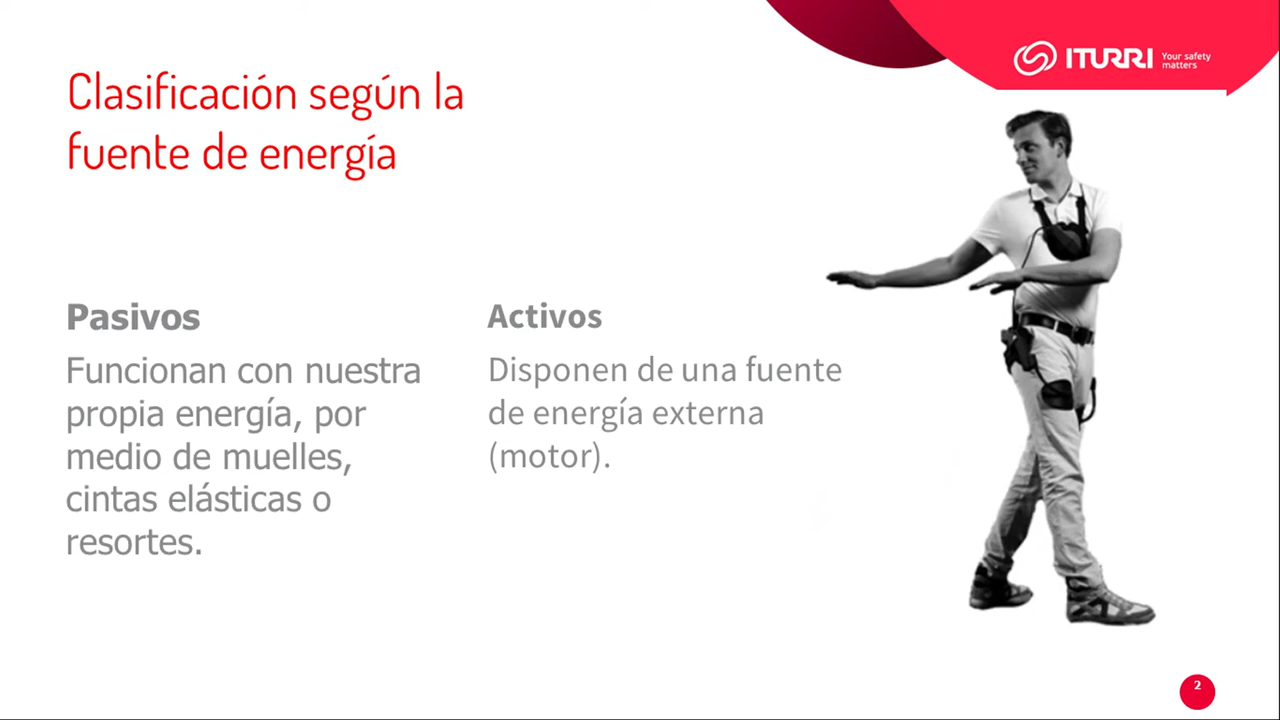 ITURRI
Your safety
matters
Clasificación según la
fuente de energía
Pasivos
Funcionan con nuestra
propia energía, por
medio de muelles,
cintas elásticas o
resortes.
Activos
Disponen de una fuente
de energía externa
(motor).
2